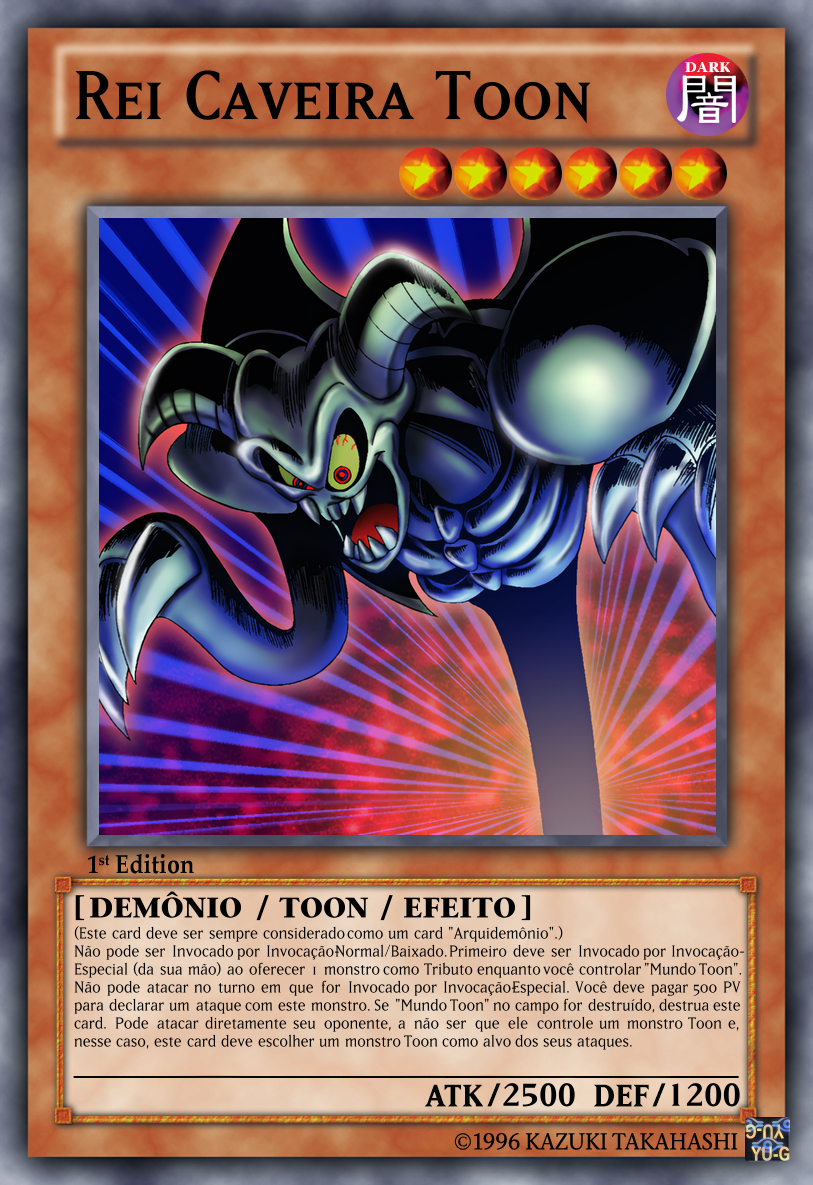 Rei Caveira Toon
DARK
闇
1st Edition
[ DEMÔNIO / TOON / EFEITO ]
(Este card deve ser sempre considerado como um card "Arquidemônio".)
Não pode ser Invocado por Invocação-Normal/Baixado. Primeiro deve ser Invocado por Invocação-
Especial (da sua mão) ao oferecer 1 monstro como Tributo enquanto você controlar "Mundo Toon".
Não pode atacar no turno em que for Invocado por Invocação-Especial. Você deve pagar 500 PV
para declarar um ataque com este monstro. Se "Mundo Toon" no campo for destruído, destrua este
card. Pode atacar diretamente seu oponente, a não ser que ele controle um monstro Toon e,
nesse caso, este card deve escolher um monstro Toon como alvo dos seus ataques.
ATK/2500 DEF/1200
©1996 KAZUKI TAKAHASHI
YU-G
YU-G